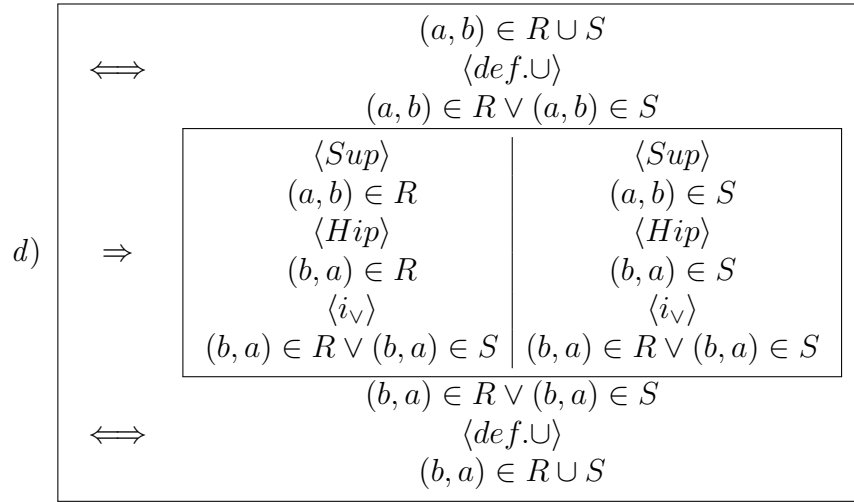 (a, b) ∈ R ∪ S
⟺ ⟨def.∪⟩
(a, b) ∈ R ∨ (a, b) ∈ S
⟨Sup⟩ ⟨Sup⟩
(a, b) ∈ R (a, b) ∈ S
d) ⇒ ⟨Hip⟩ ⟨Hip⟩
(b, a) ∈ R (b, a) ∈ S
⟨i∨⟩ ⟨i∨⟩
(b, a) ∈ R ∨ (b, a) ∈ S (b, a) ∈ R ∨ (b, a) ∈ S
(b, a) ∈ R ∨ (b, a) ∈ S
⟺ ⟨def.∪⟩
(b, a) ∈ R ∪ S